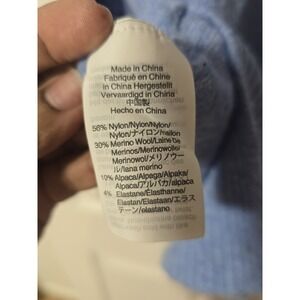 Made in China
Fabriqué en Chine
In China Hergestellt
Vervaardigd in China
中国製
Hecho en China
56% Nylon/Nylon/Nylon/
Nylon/ナイロン/nailon
30% Merino Wool/Laine De
Merinos/Merinowolle/
Merinowol/メリノウー
ル/lana merino
10% Alpaca/Alpaga/Alpaka/
Alpaca/アルパカ/alpaca
4% Elastane/Élasthanne/
Elastan/Elastaan/エラス
テーン/elastano